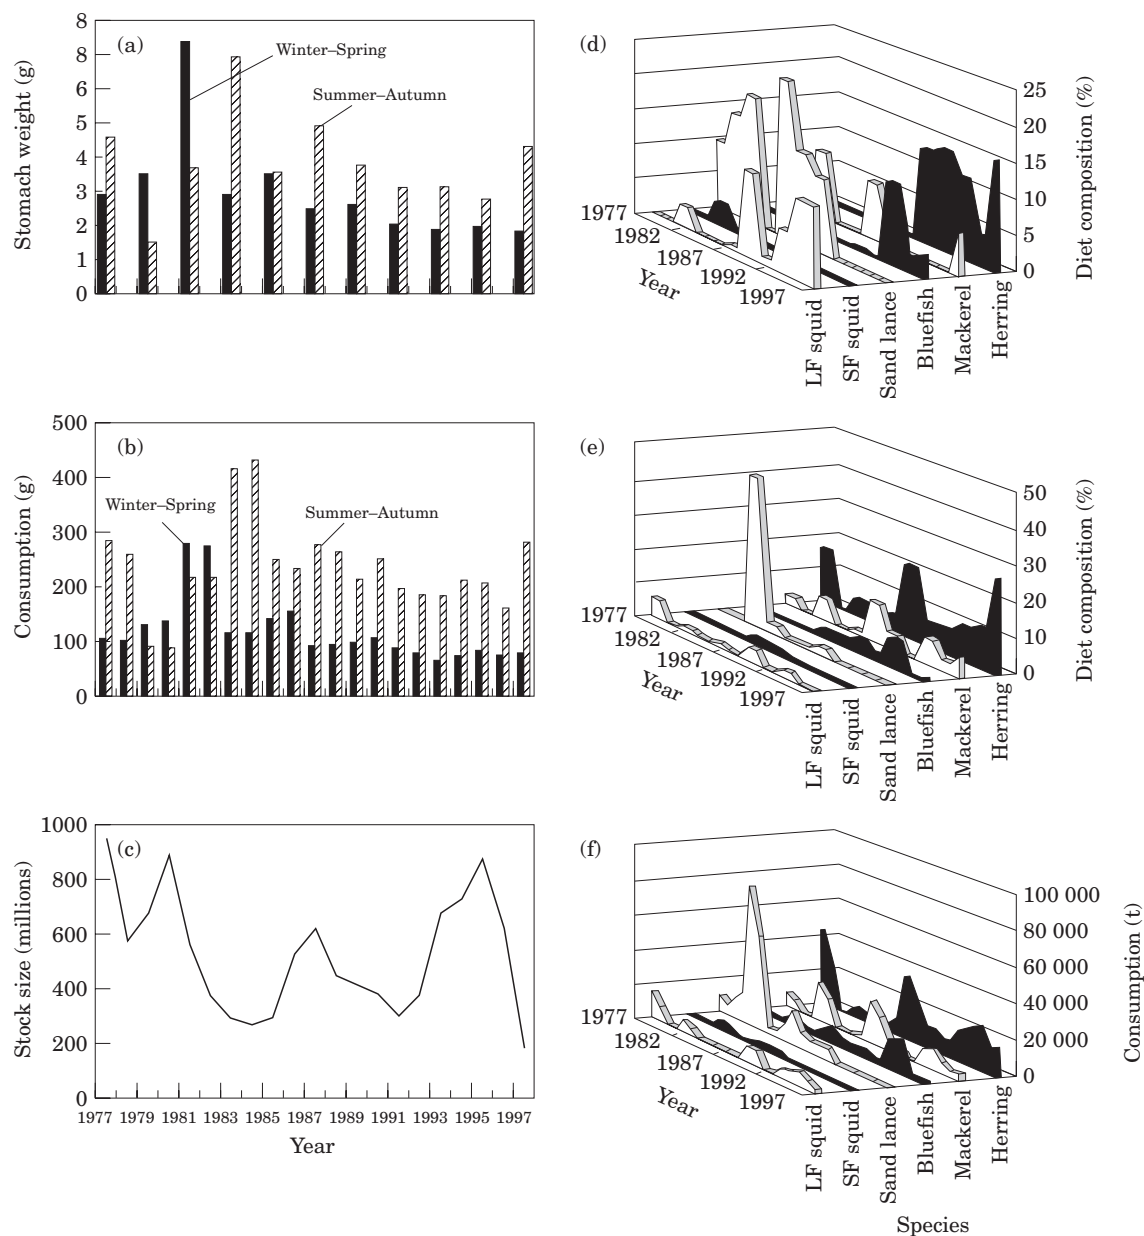 (a)
Stomach weight (g)
8
8
6
5
4
3
2
1
0
Winter–Spring
Summer–Autumn
(b)
Consumption (g)
500
400
300
200
100
0
Winter–Spring
Summer–Autumn
(c)
Stock size (millions)
1000
800
600
400
200
0
1977 1979 1981 1983 1985 1987 1989 1991 1993 1995 1997
Year
(d)
25
20
15
10
5
0
Diet composition (%)
1977
1982
1987
1992
1997
Year
LF squid
SF squid
Sand lance
Bluefish
Mackerel
Herring
(e)
50
40
30
20
10
0
Diet composition (%)
1977
1982
1987
1992
1997
Year
LF squid
SF squid
Sand lance
Bluefish
Mackerel
Herring
(f)
100 000
80 000
60 000
40 000
20 000
0
Consumption (t)
1977
1982
1987
1992
1997
Year
LF squid
SF squid
Sand lance
Bluefish
Mackerel
Herring
Species